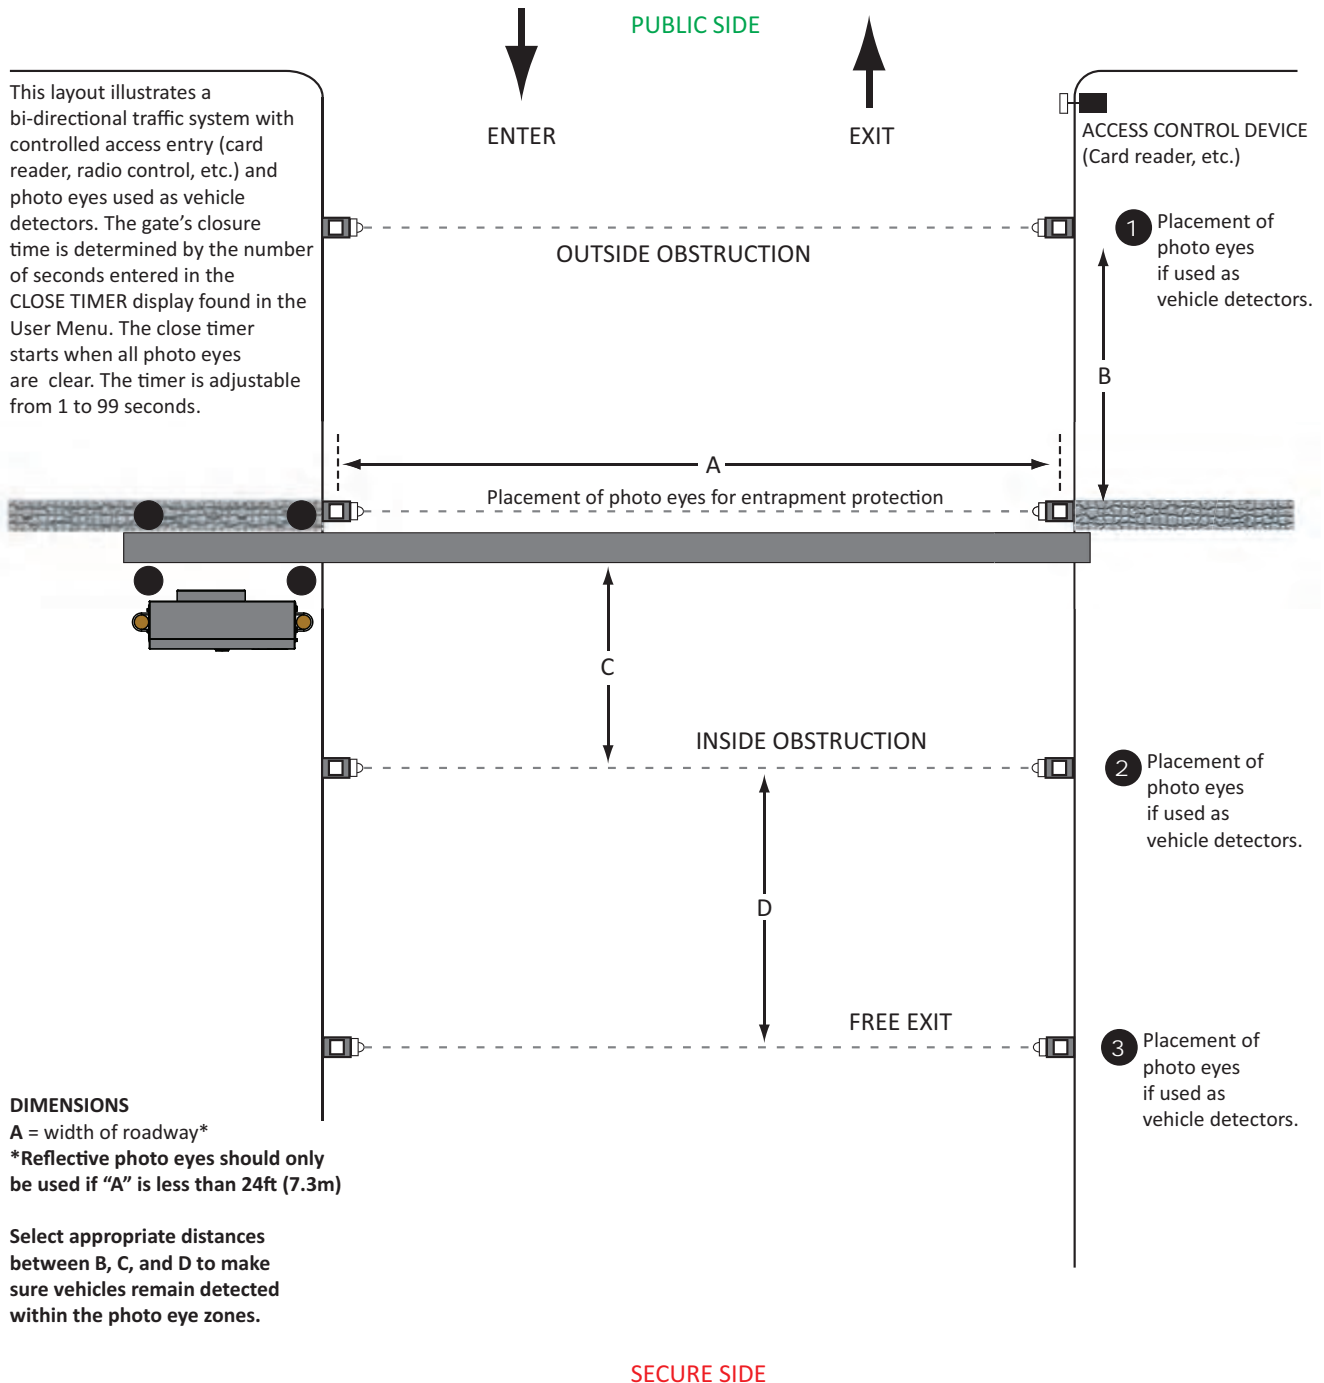 PUBLIC SIDE
This layout illustrates a
bi-directional traffic system with
controlled access entry (card
reader, radio control, etc.) and
photo eyes used as vehicle
detectors. The gate’s closure
time is determined by the number
of seconds entered in the
CLOSE TIMER display found in the
User Menu. The close timer
starts when all photo eyes
are  clear. The timer is adjustable
from 1 to 99 seconds.
ENTER
EXIT
ACCESS CONTROL DEVICE
(Card reader, etc.)
OUTSIDE OBSTRUCTION
1
Placement of
photo eyes
if used as
vehicle detectors.
B
A
Placement of photo eyes for entrapment protection
C
INSIDE OBSTRUCTION
2
Placement of
photo eyes
if used as
vehicle detectors.
D
FREE EXIT
3
Placement of
photo eyes
if used as
vehicle detectors.
DIMENSIONS
A = width of roadway*
*Reflective photo eyes should only
be used if “A” is less than 24ft (7.3m)
Select appropriate distances
between B, C, and D to make
sure vehicles remain detected
within the photo eye zones.
SECURE SIDE